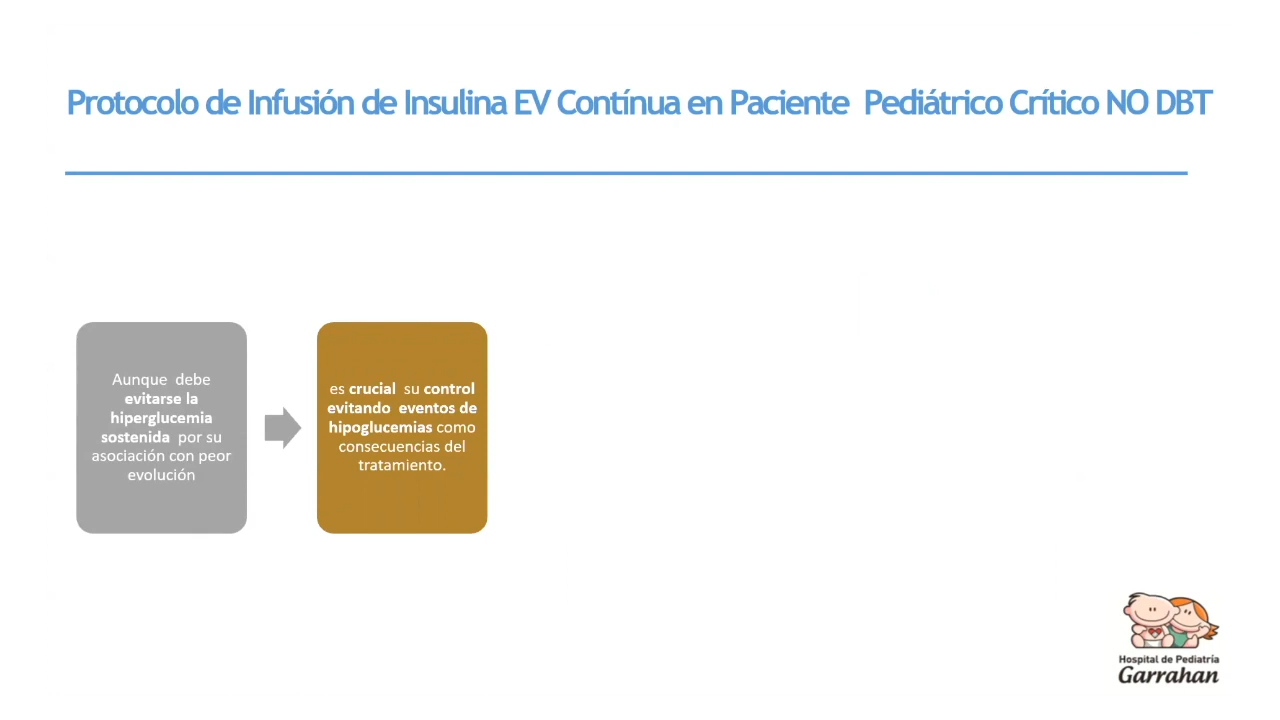 Protocolo de Infusión de Insulina EV Contínua en Paciente Pediátrico Crítico NO DBT
Aunque debe
evitarse la
hiperglucemia
sostenida por su
asociación con peor
evolución
es crucial su control
evitando eventos de
hipoglucemias como
consecuencias del
tratamiento.
Hospital de Pediatría
Garrahan